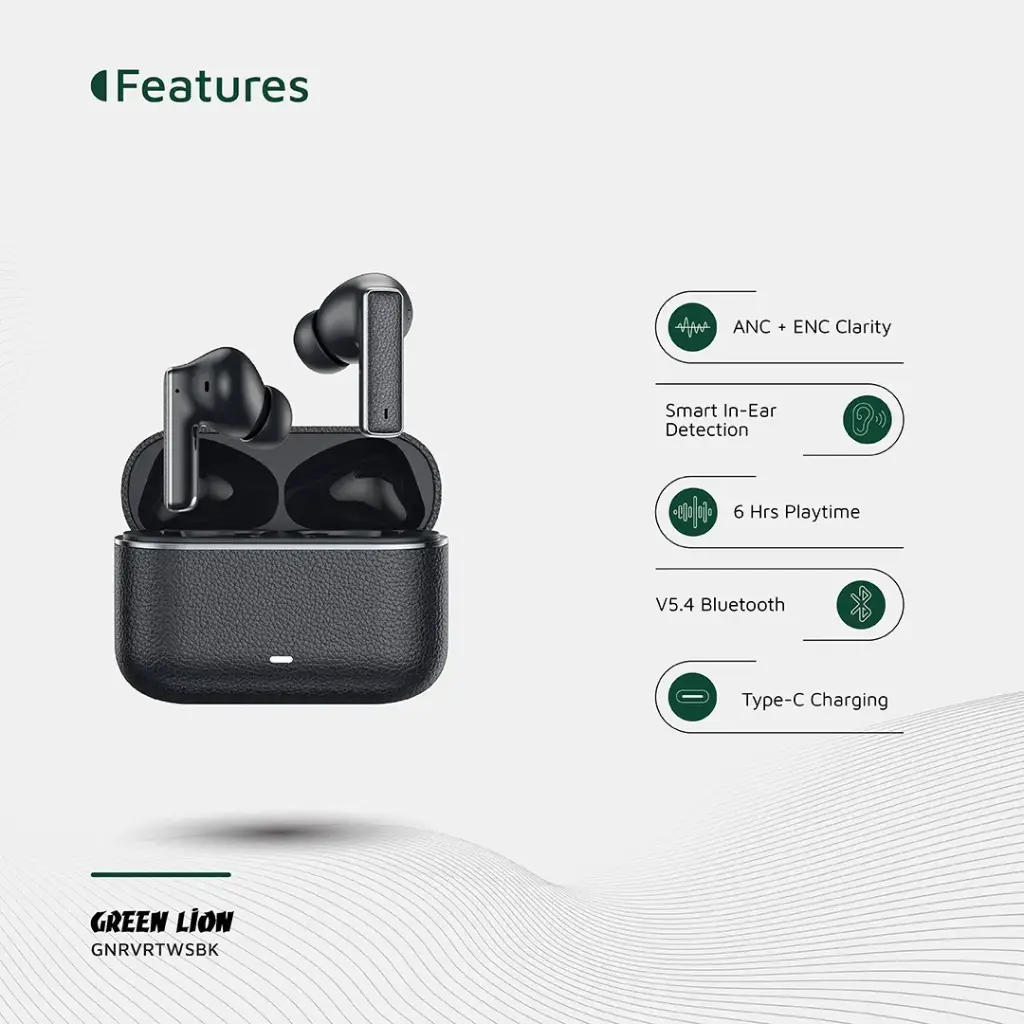 Features
ANC + ENC Clarity
Smart In-Ear
Detection
6 Hrs Playtime
V5.4 Bluetooth
Type-C Charging
GREEN LION
GNRVRTWSBK